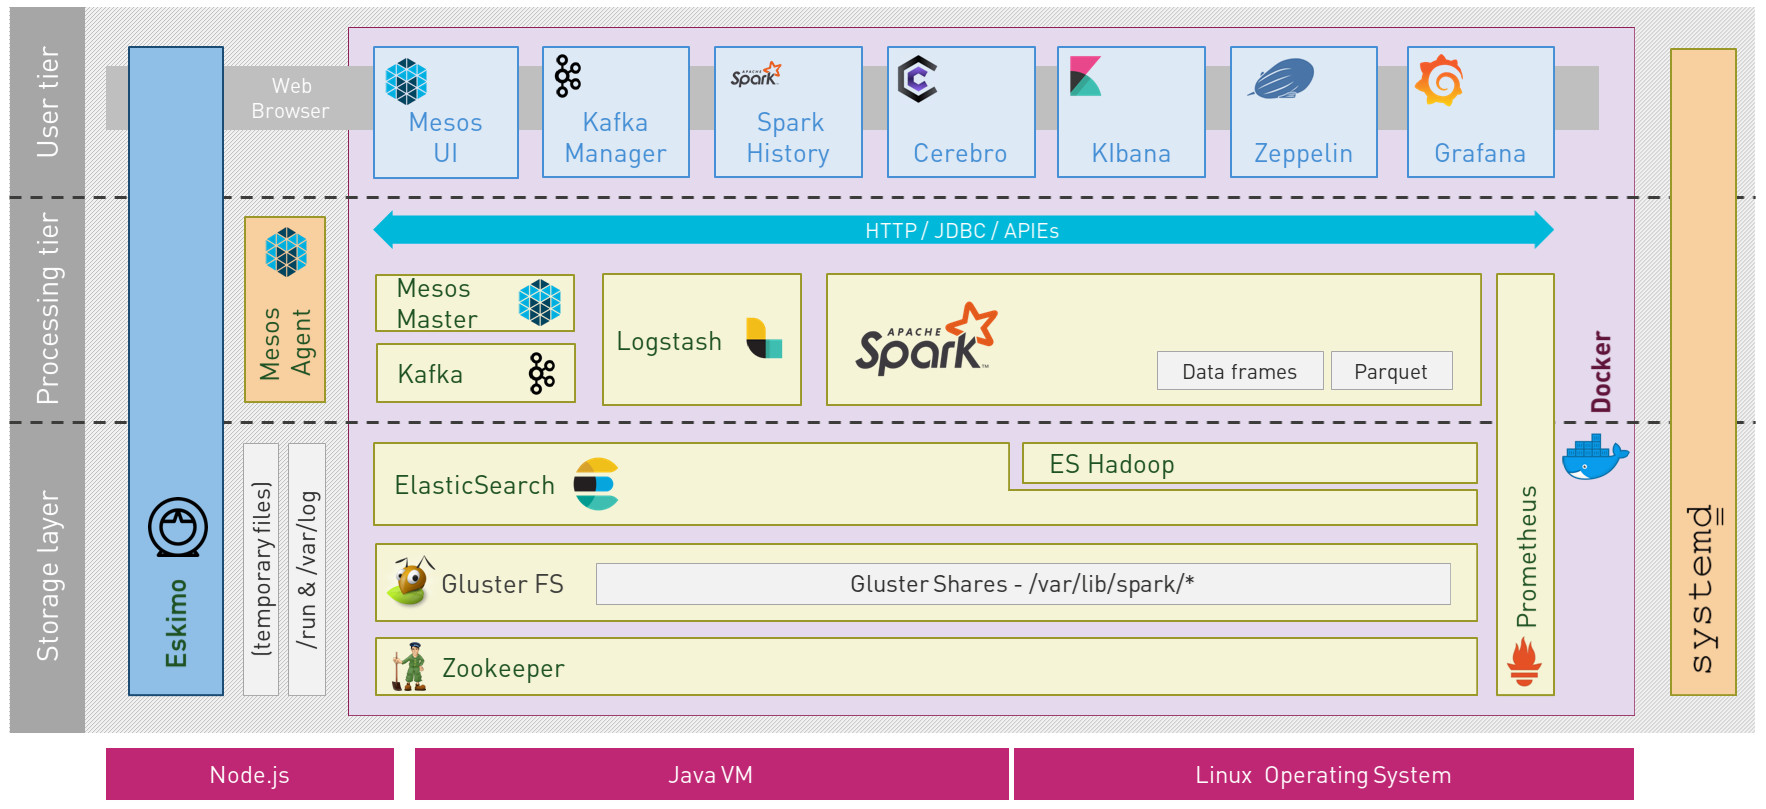 User tier
Web
Browser
Mesos
UI
Kafka
Manager
APACHE
Spark™
Spark
History
Cerebro
KIbana
Zeppelin
Grafana
Processing tier
HTTP / JDBC / APIEs
Mesos
Agent
Mesos
Master
Kafka
Logstash
APACHE
Spark™
Data frames
Parquet
Docker
Storage layer
Eskimo
(temporary files)
/run & /var/log
ElasticSearch
ES Hadoop
Gluster FS
Gluster Shares - /var/lib/spark/*
Zookeeper
Prometheus
systemd
Node.js
Java VM
Linux Operating System